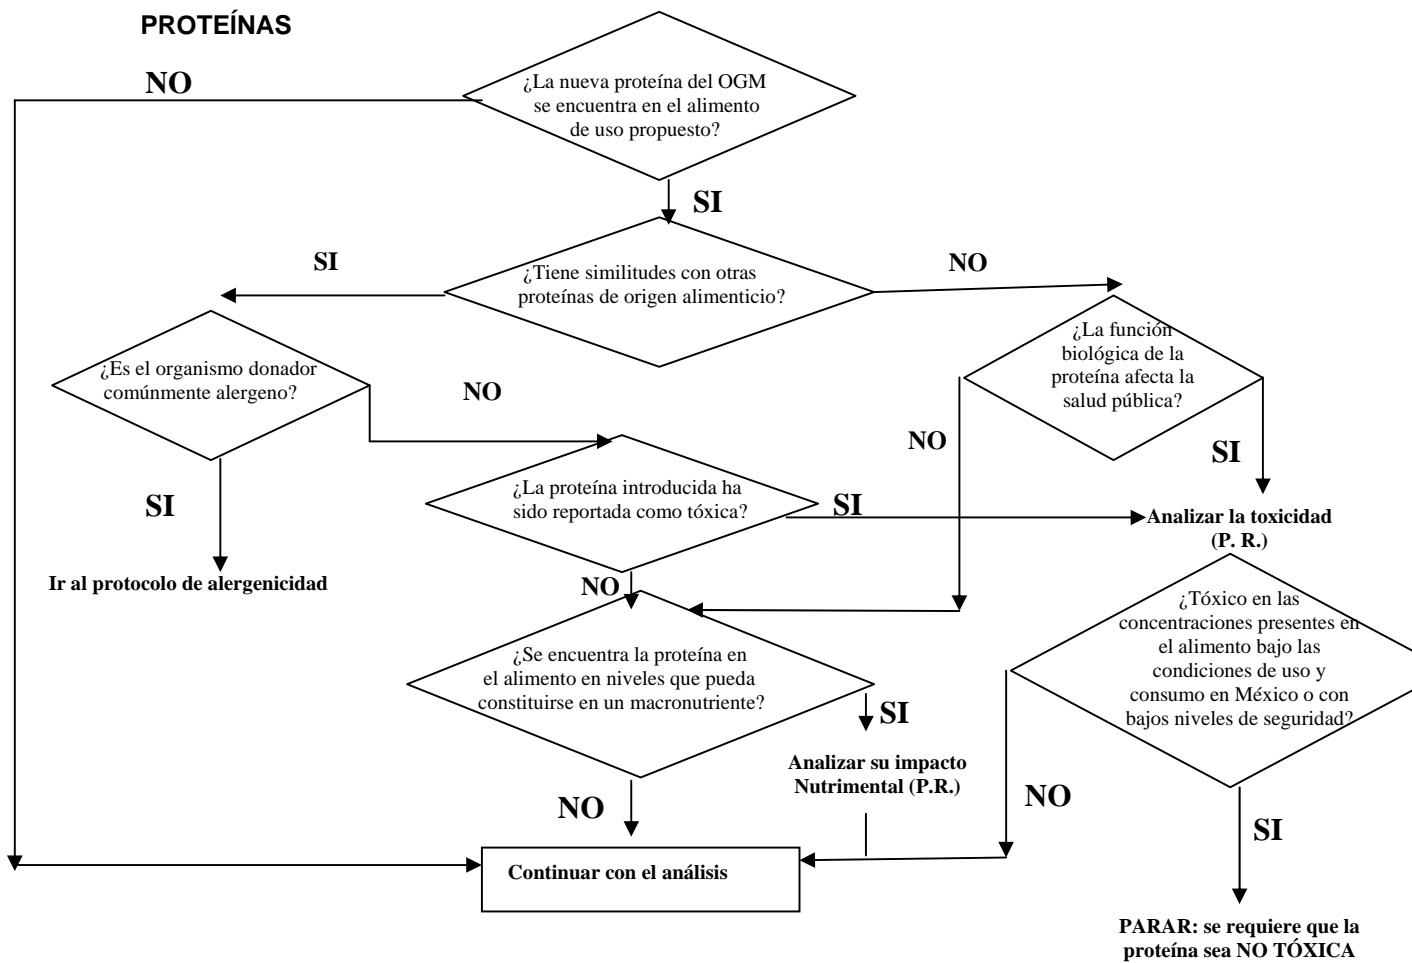 PROTEÍNAS
NO
¿La nueva proteína del OGM
se encuentra en el alimento
de uso propuesto?
SI
SI
¿Tiene similitudes con otras
proteínas de origen alimenticio?
NO
¿Es el organismo donador
comúnmente alergeno?
NO
¿La función
biológica de la
proteína afecta la
salud pública?
NO
SI
SI
¿La proteína introducida ha
sido reportada como tóxica?
SI
Analizar la toxicidad
(P. R.)
Ir al protocolo de alergenicidad
NO
¿Tóxico en las
concentraciones presentes en
el alimento bajo las
condiciones de uso y
consumo en México o con
bajos niveles de seguridad?
¿Se encuentra la proteína en
el alimento en niveles que pueda
constituirse en un macronutriente?
SI
Analizar su impacto
Nutrimental (P.R.)
NO
NO
SI
Continuar con el análisis
PARAR: se requiere que la
proteína sea NO TÓXICA